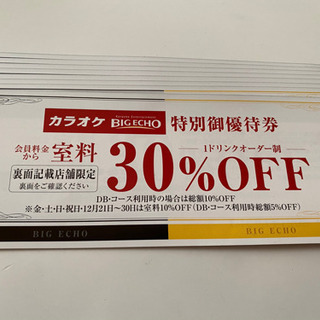 カラオケ BIG ECHO 特別御優待券
会員料金から 室料 30%OFF
1ドリンクオーダー制
裏面記載店舗限定
裏面をご確認ください
DB・コース利用時の場合は総額10%OFF
※金・土・日・祝日・12月21日〜30日は室料10%OFF(DB・コース利用時総額5%OFF)
BIG ECHO BIG ECHO